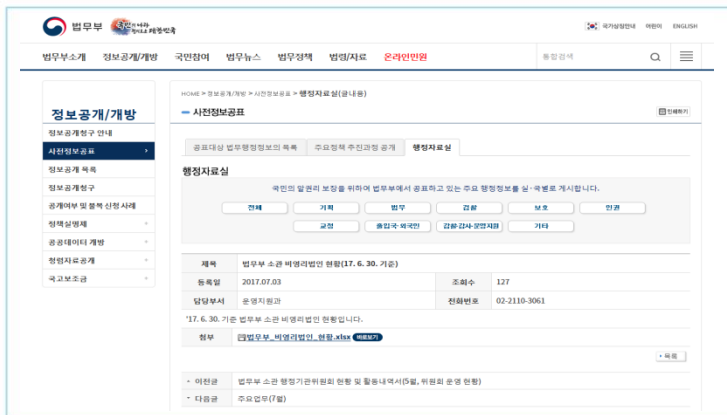 법무부
국가상징안내 어린이 ENGLISH
법무부소개 정보공개/개방 국민참여 법무뉴스 법무정책 법령/자료 온라인민원 통합검색
HOME > 정보공개/개방 > 사전정보공표 > 행정자료실(글내용)
정보공개/개방
사전정보공표 인쇄하기
정보공개청구 안내
사전정보공표
정보공개 목록
정보공개청구
공개여부 및 불복 신청 사례
정책실명제
공공데이터 개방
청렴자료공개
국고보조금
공표대상 법무행정정보의 목록 주요정책 추진과정 공개 행정자료실
행정자료실
국민의 알권리 보장을 위하여 법무부에서 공표하고 있는 주요 행정정보를 실·국별로 게시합니다.
전체 기획 법무 검찰 보호 인권
교정 출입국·외국인 감찰·감사·운영지원 기타
제목 법무부 소관 비영리법인 현황(17. 6. 30. 기준)
등록일 2017.07.03 조회수 127
담당부서 운영지원과 전화번호 02-2110-3061
'17. 6. 30. 기준 법무부 소관 비영리법인 현황입니다.
첨부 법무부_비영리법인_현황.xlsx 바로보기
목록
이전글 법무부 소관 행정기관위원회 현황 및 활동내역서(5월, 위원회 운영 현황)
다음글 주요업무(7월)